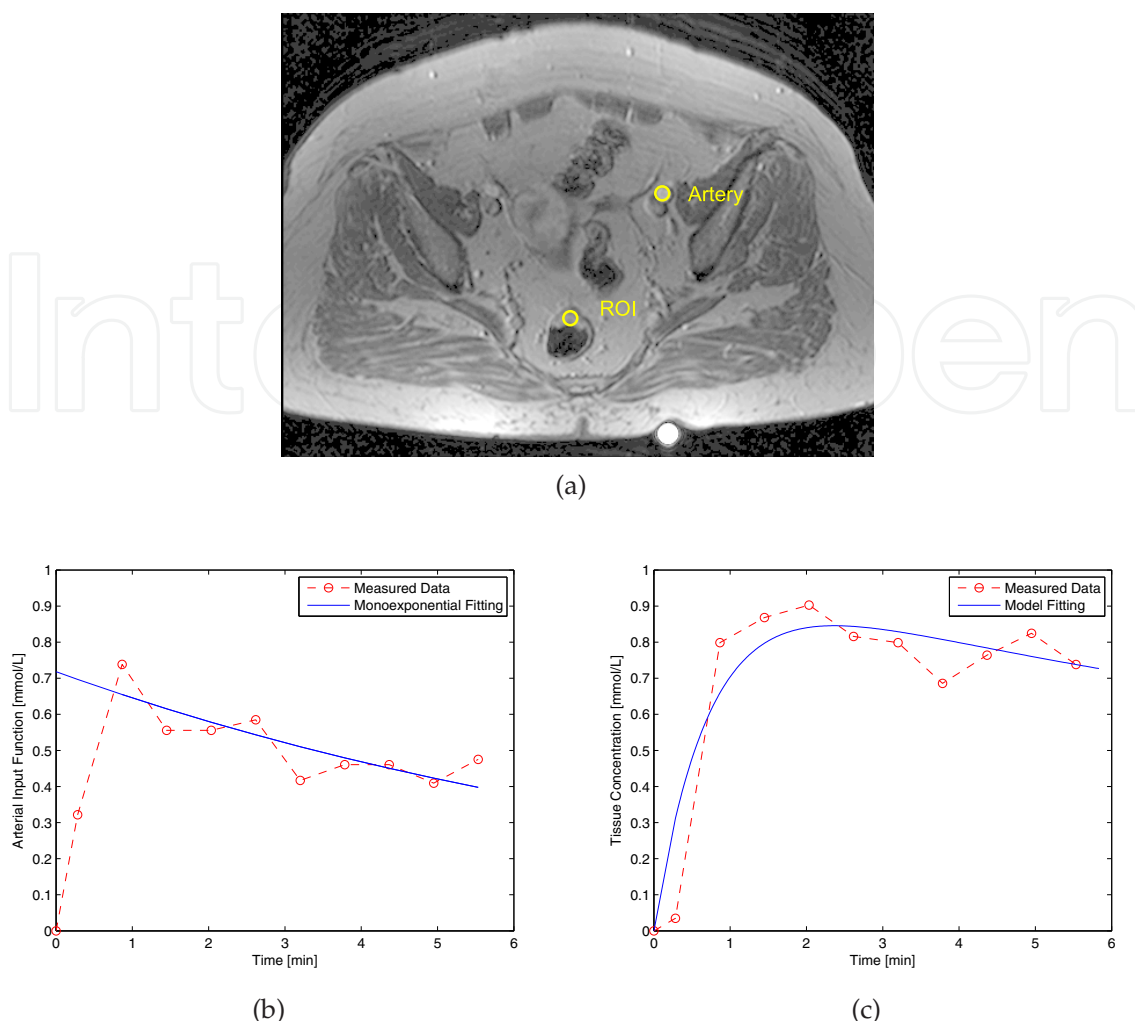 Artery
ROI
(a)
1
0.9
0.8
0.7
0.6
0.5
0.4
0.3
0.2
0.1
0
Arterial Input Function [mmol/L]
Measured Data
Monoexponential Fitting
0 1 2 3 4 5 6
Time [min]
(b)
1
0.9
0.8
0.7
0.6
0.5
0.4
0.3
0.2
0.1
0
Tissue Concentration [mmol/L]
Measured Data
Model Fitting
0 1 2 3 4 5 6
Time [min]
(c)